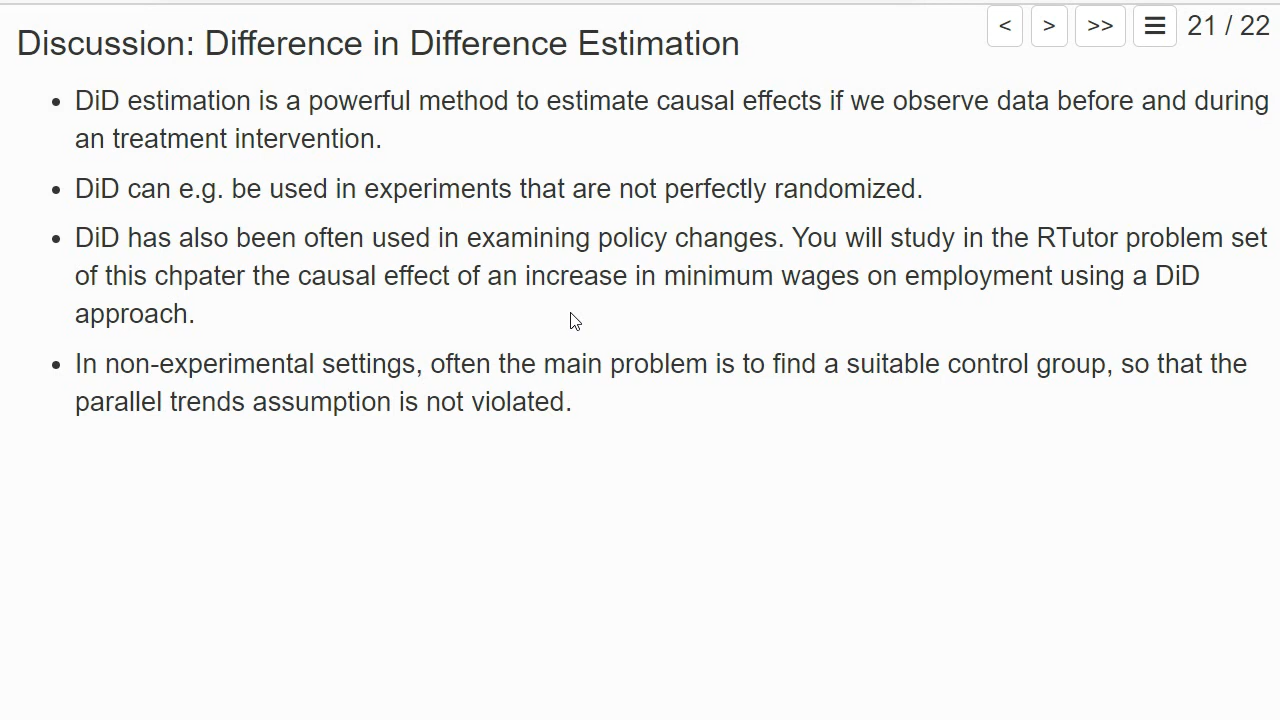 Discussion: Difference in Difference Estimation
< > >> ☰ 21 / 22
• DiD estimation is a powerful method to estimate causal effects if we observe data before and during
an treatment intervention.
• DiD can e.g. be used in experiments that are not perfectly randomized.
• DiD has also been often used in examining policy changes. You will study in the RTutor problem set
of this chpater the causal effect of an increase in minimum wages on employment using a DiD
approach.
• In non-experimental settings, often the main problem is to find a suitable control group, so that the
parallel trends assumption is not violated.